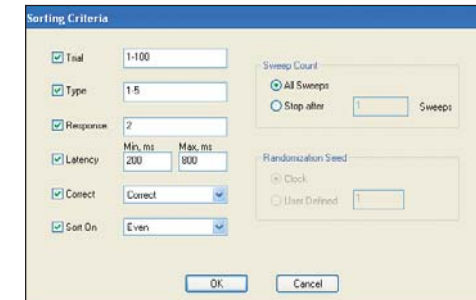 Sorting Criteria
Trial 1-100
Type 1-5
Response 2
Min, ms Max, ms
Latency 200 800
Correct Correct
Sort On Even
Sweep Count
All Sweeps
Stop after 1 Sweeps
Randomization Seed
Clock
User Defined 1
OK Cancel